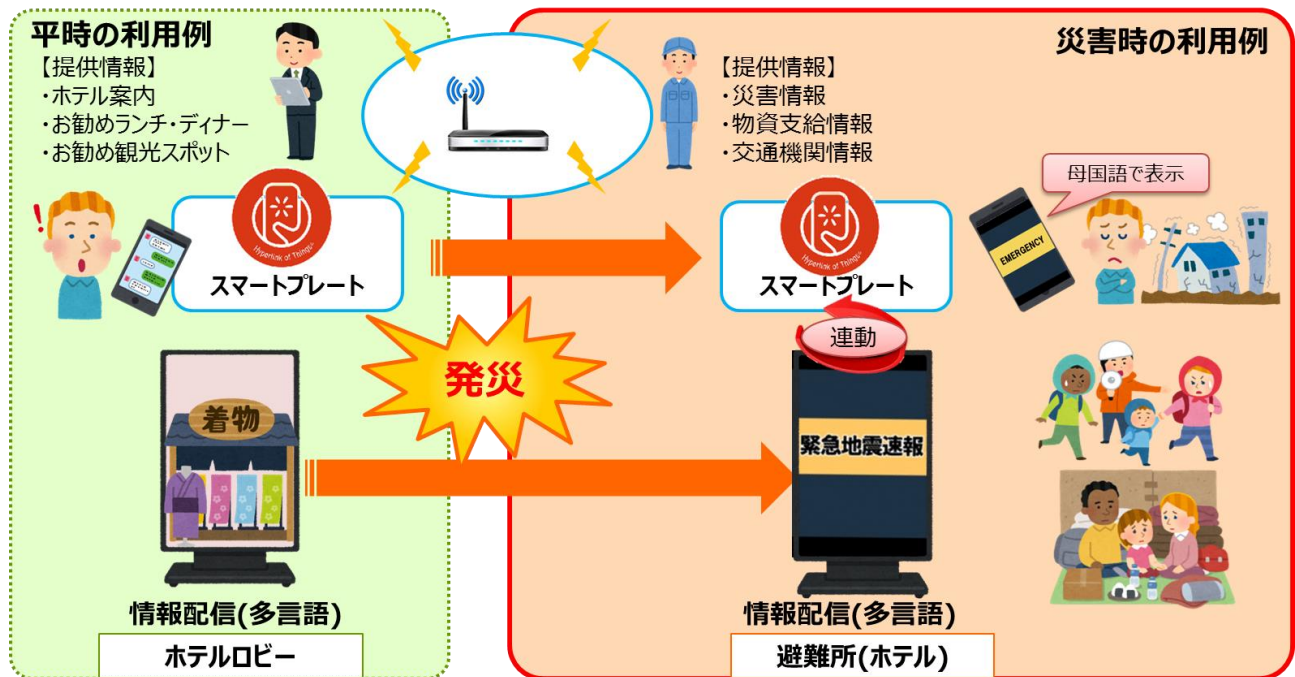 平時の利用例
【提供情報】
・ホテル案内
・お勧めランチ・ディナー
・お勧め観光スポット
Hyperlink of Things
スマートプレート
着物
情報配信(多言語)
ホテルロビー
発災
災害時の利用例
【提供情報】
・災害情報
・物資支給情報
・交通機関情報
母国語で表示
EMERGENCY
Hyperlink of Things
スマートプレート
連動
緊急地震速報
情報配信(多言語)
避難所(ホテル)